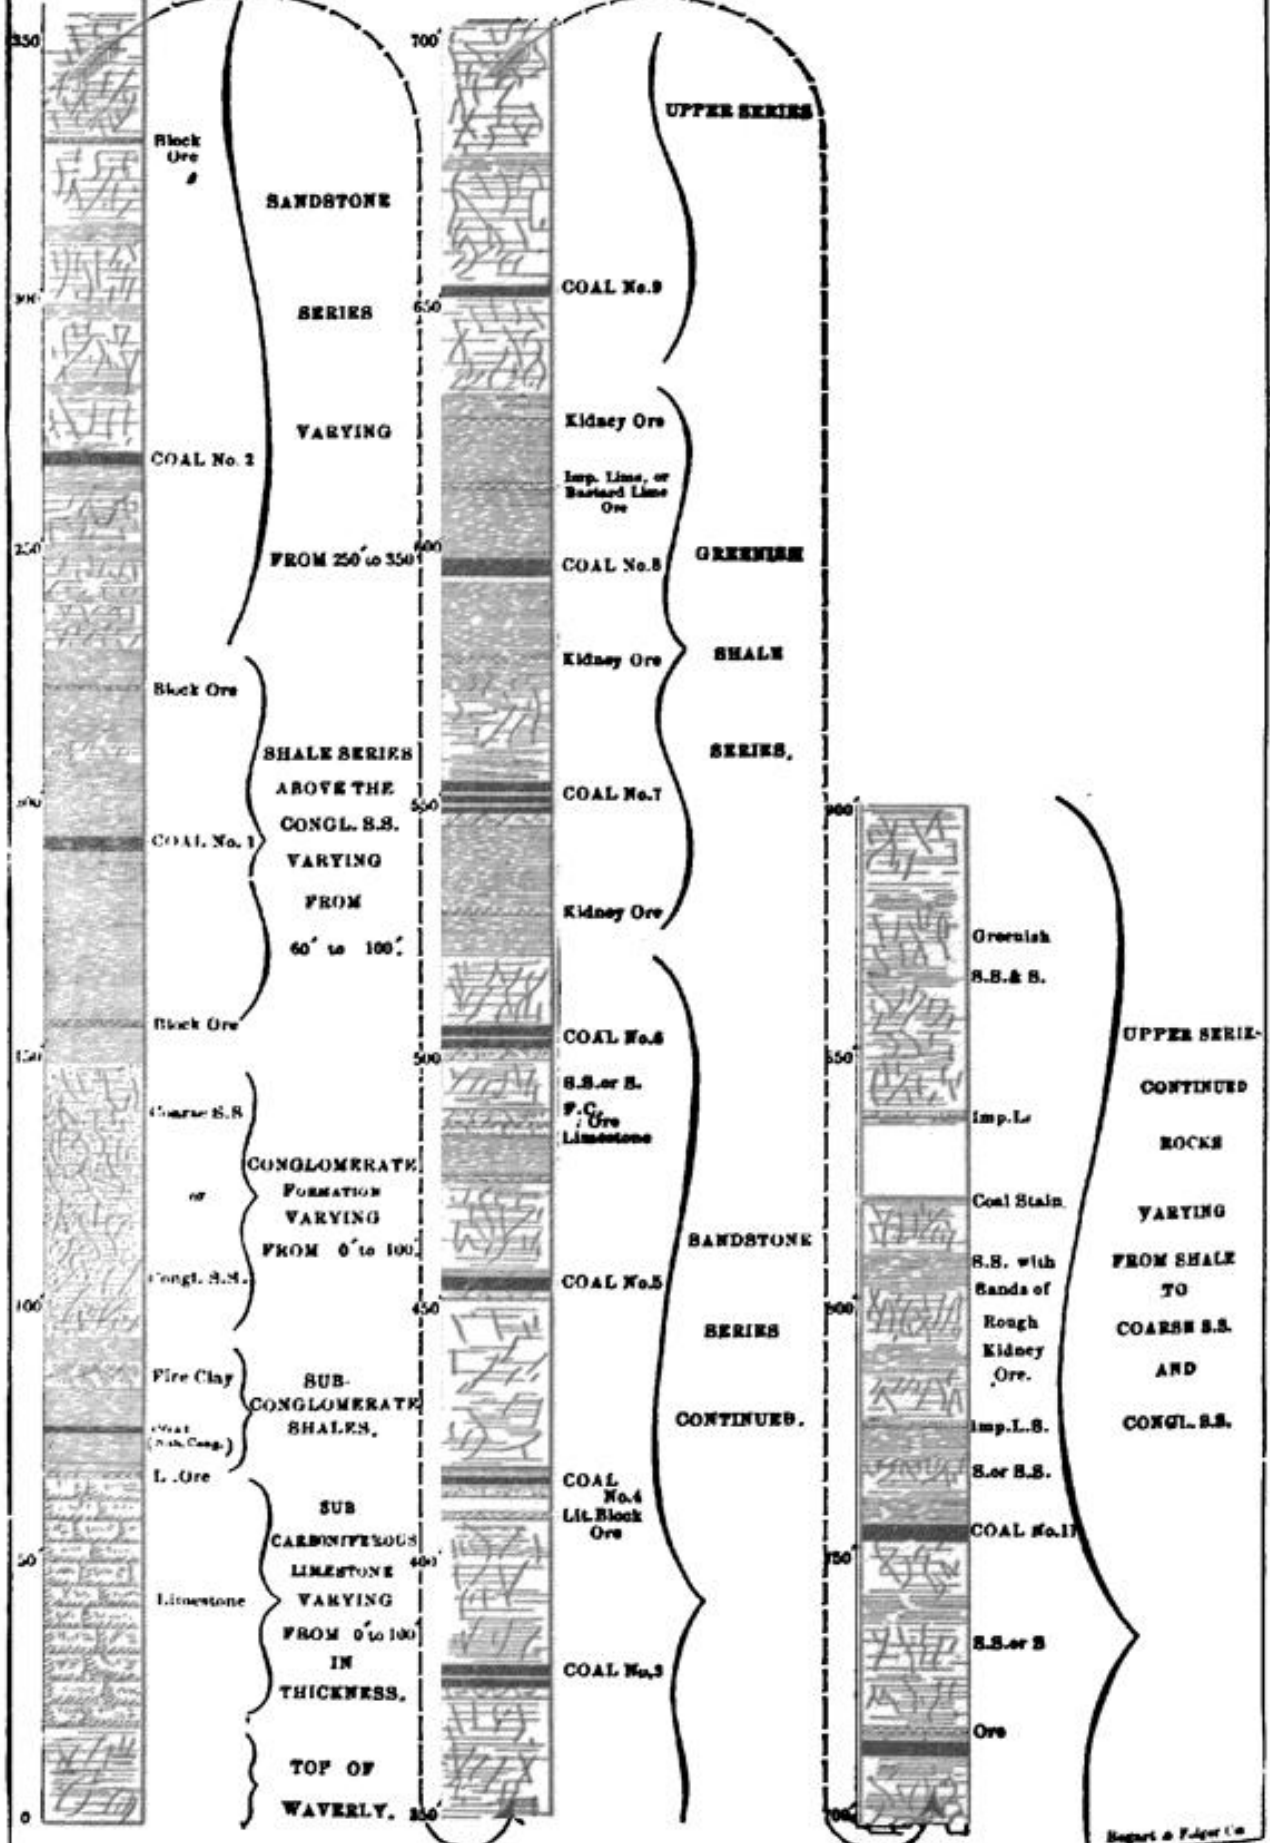 350'
Block
Ore
SANDSTONE
300'
SERIES
VARYING
COAL No. 2
250'
FROM 250' to 350'
Block Ore
SHALE SERIES
ABOVE THE
200'
CONGL. S.S.
COAL No. 1
VARYING
FROM
60' to 100'.
Block Ore
150'
Coarse S.S
CONGLOMERATE
FORMATION
or
VARYING
FROM 0' to 100'.
Congl. S.S.
100'
Fire Clay
SUB-
CONGLOMERATE
SHALES.
(Sub. Cong.)
L. Ore
SUB
CARBONIFEROUS
50'
LIMESTONE
Limestone
VARYING
FROM 0' to 100'
IN
THICKNESS.
TOP OF
WAVERLY.
0
700'
UPPER SERIES
COAL No.9
650'
Kidney Ore
Imp. Lime, or
Bastard Lime
Ore
600'
GREENISH
COAL No.8
SHALE
Kidney Ore
SERIES.
COAL No.7
550'
Kidney Ore
COAL No.6
500'
S.S. or S.
F.C.
Ore
Limestone
SANDSTONE
COAL No.5
450'
SERIES
CONTINUED.
COAL
No.4
Lit. Block
Ore
400'
COAL No.3
350'
Greenish
S.S. & S.
UPPER SERIE-
CONTINUED
ROCKS
Imp. L.
Coal Stain
VARYING
S.S. with
FROM SHALE
Bands of
TO
Rough
COARSE S.S.
Kidney
Ore.
AND
Imp. L.S.
CONGL. S.S.
S. or S.S.
COAL No. 11
750'
S.S. or S
Ore
700'